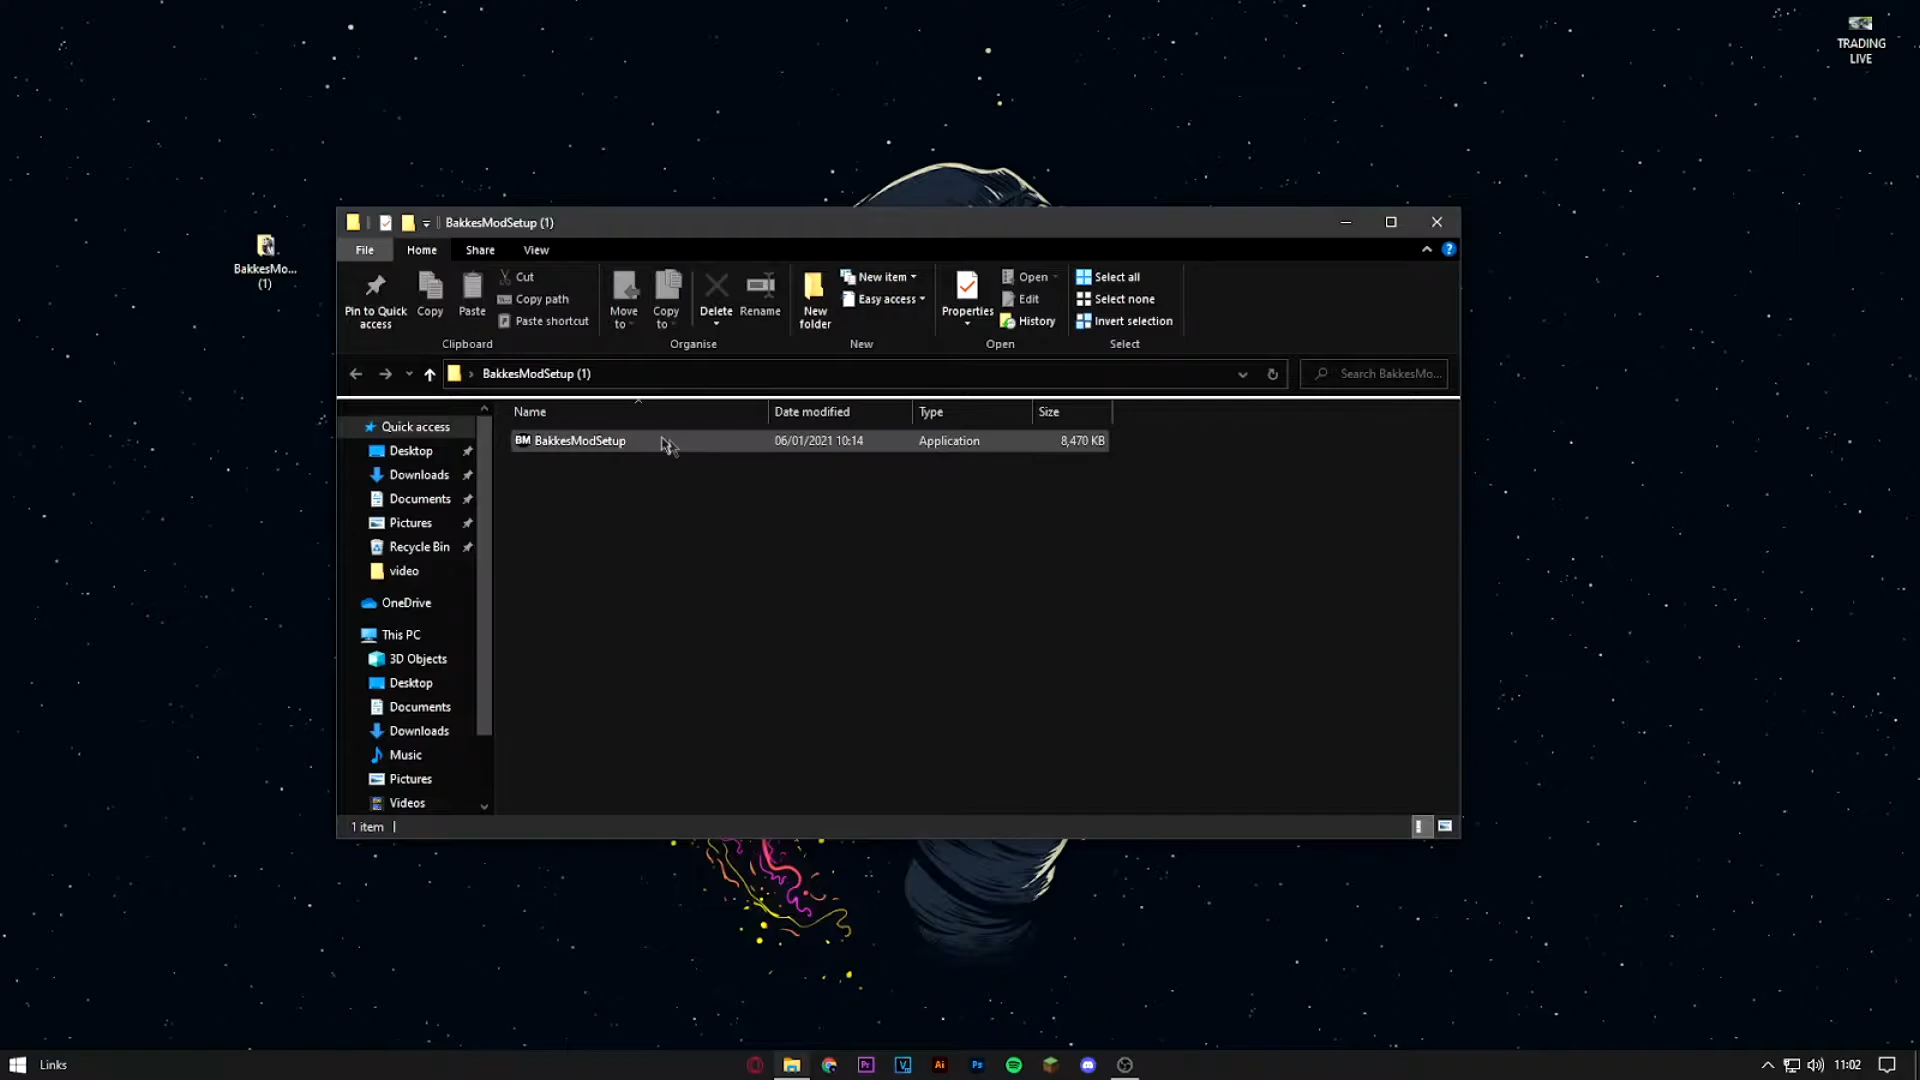 TRADING
LIVE
BakkesMo...
(1)
BakkesModSetup (1)
File Home Share View
Pin to Quick
access
Copy
Paste
Cut
Copy path
Paste shortcut
Clipboard
Move
to
Copy
to
Delete
Rename
Organise
New
folder
New item
Easy access
New
Properties
Open
Edit
History
Open
Select all
Select none
Invert selection
Select
BakkesModSetup (1)
Search BakkesMo...
Name Date modified Type Size
BM BakkesModSetup 06/01/2021 10:14 Application 8,470 KB
Quick access
Desktop
Downloads
Documents
Pictures
Recycle Bin
video
OneDrive
This PC
3D Objects
Desktop
Documents
Downloads
Music
Pictures
Videos
1 item
Links
Pr
V
Ai
Ps
11:02